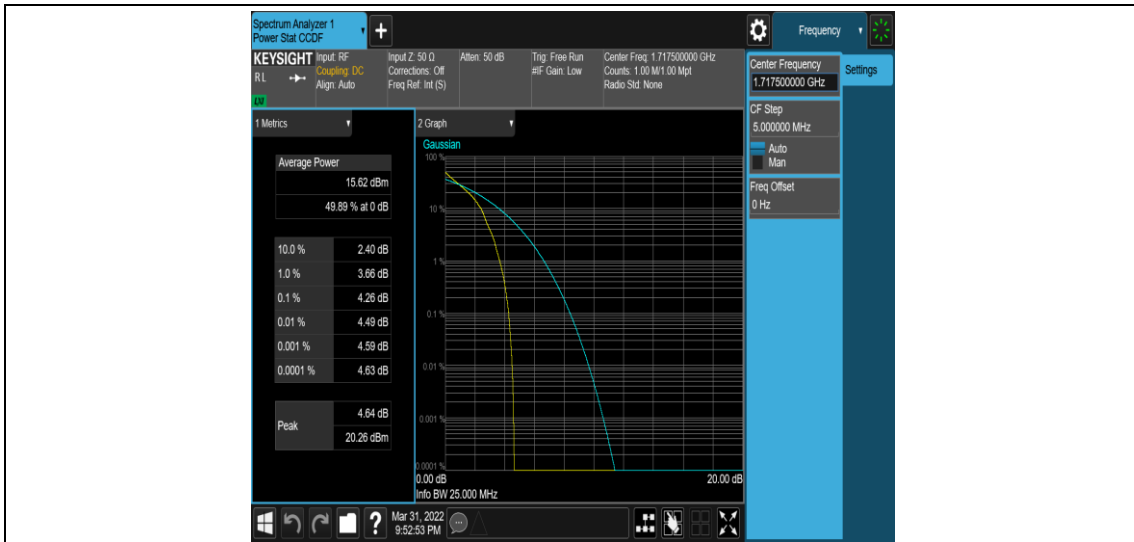 Spectrum Analyzer 1
Power Stat CCDF
Frequency
KEYSIGHT
RL
Input: RF
Coupling: DC
Align: Auto
Input Z: 50 Ω
Corrections: Off
Freq Ref: Int (S)
Atten: 50 dB
Trig: Free Run
#IF Gain: Low
Center Freq: 1.717500000 GHz
Counts: 1.00 M/1.00 Mpt
Radio Std: None
Center Frequency
1.717500000 GHz
Settings
CF Step
5.000000 MHz
Auto
Man
Freq Offset
0 Hz
1 Metrics
Average Power
15.62 dBm
49.89 % at 0 dB
10.0 % 2.40 dB
1.0 % 3.66 dB
0.1 % 4.26 dB
0.01 % 4.49 dB
0.001 % 4.59 dB
0.0001 % 4.63 dB
Peak
4.64 dB
20.26 dBm
2 Graph
Gaussian
100 %
10 %
1 %
0.1 %
0.01 %
0.001 %
0.0001 %
0.00 dB 20.00 dB
Info BW 25.000 MHz
?
Mar 31, 2022
9:52:53 PM